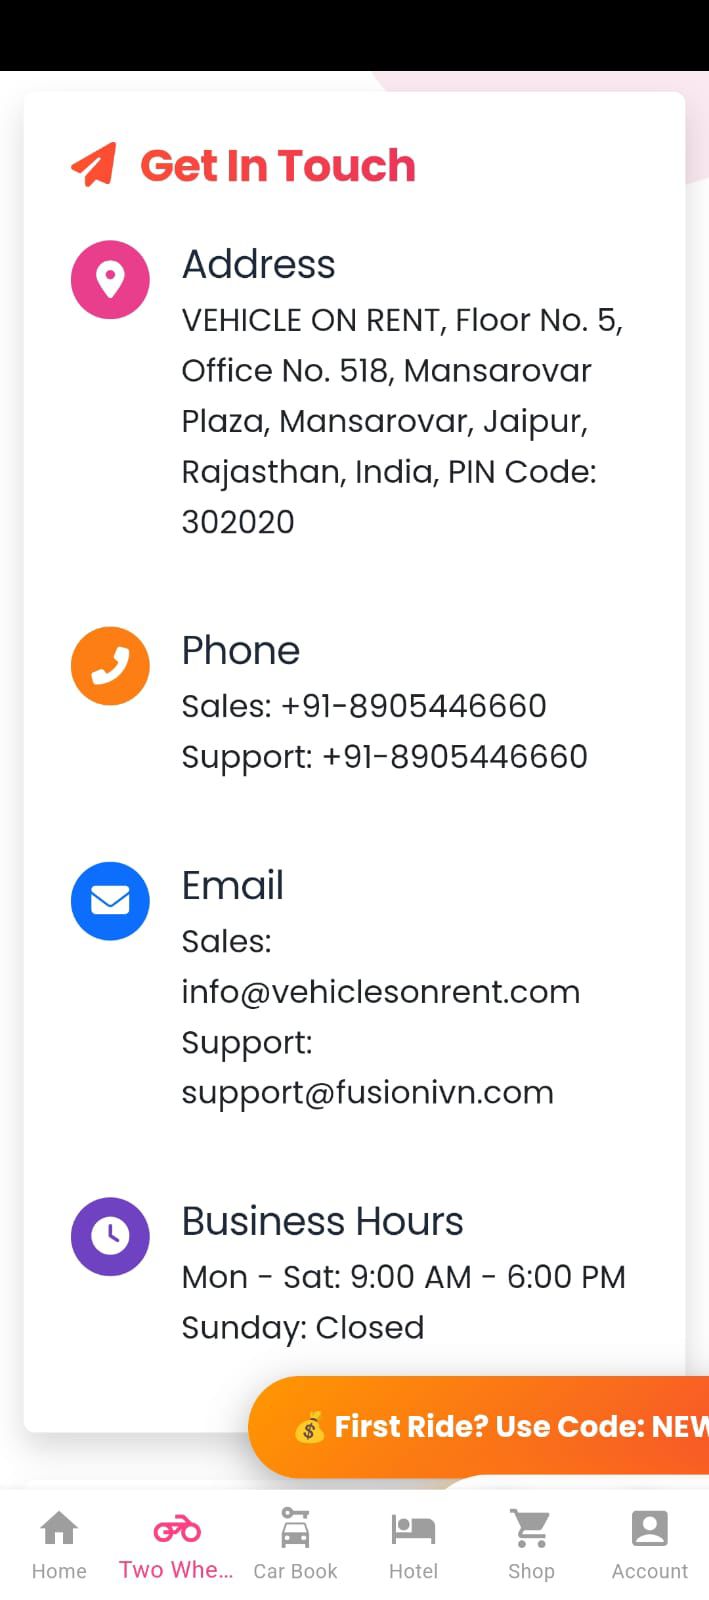 Get In Touch
Address
VEHICLE ON RENT, Floor No. 5,
Office No. 518, Mansarovar
Plaza, Mansarovar, Jaipur,
Rajasthan, India, PIN Code:
302020
Phone
Sales: +91-8905446660
Support: +91-8905446660
Email
Sales:
info@vehiclesonrent.com
Support:
support@fusionivn.com
Business Hours
Mon - Sat: 9:00 AM - 6:00 PM
Sunday: Closed
💰 First Ride? Use Code: NEW
Home Two Whe... Car Book Hotel Shop Account